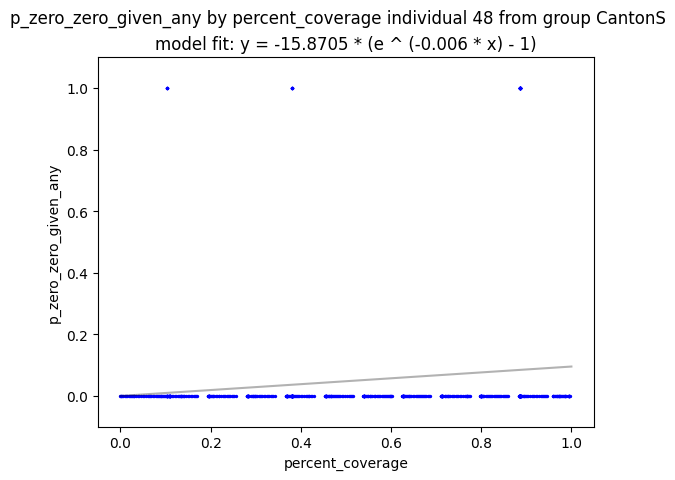 p_zero_zero_given_any by percent_coverage individual 48 from group CantonS
model fit: y = -15.8705 * (e ^ (-0.006 * x) - 1)
1.0
0.8
0.6
0.4
0.2
0.0
p_zero_zero_given_any
0.0 0.2 0.4 0.6 0.8 1.0
percent_coverage